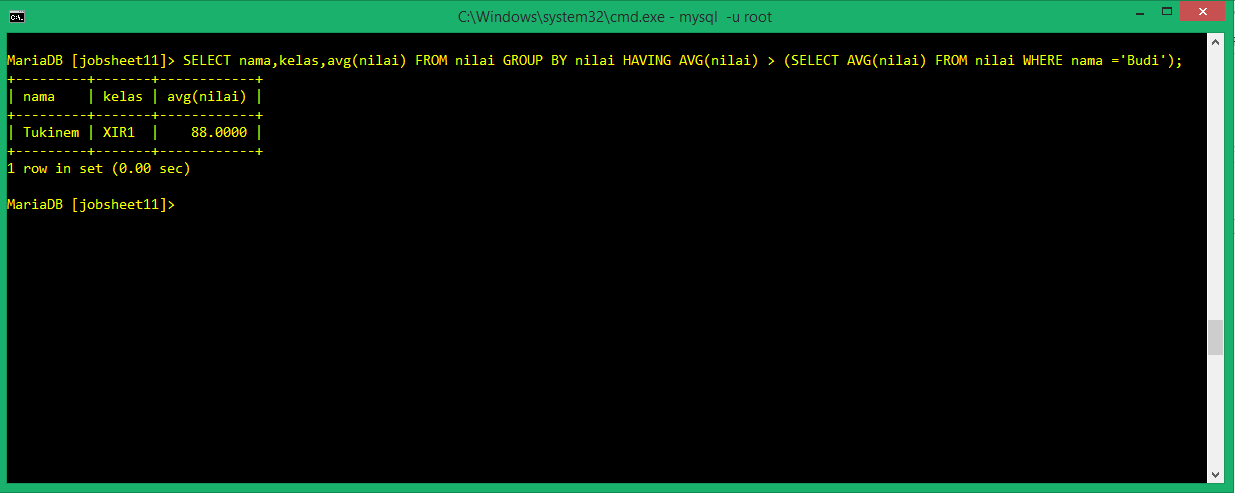 C:\Windows\system32\cmd.exe - mysql  -u root
MariaDB [jobsheet11]> SELECT nama,kelas,avg(nilai) FROM nilai GROUP BY nilai HAVING AVG(nilai) > (SELECT AVG(nilai) FROM nilai WHERE nama ='Budi');
+---------+-------+------------+
| nama    | kelas | avg(nilai) |
+---------+-------+------------+
| Tukinem | XIR1  |    88.0000 |
+---------+-------+------------+
1 row in set (0.00 sec)
MariaDB [jobsheet11]>